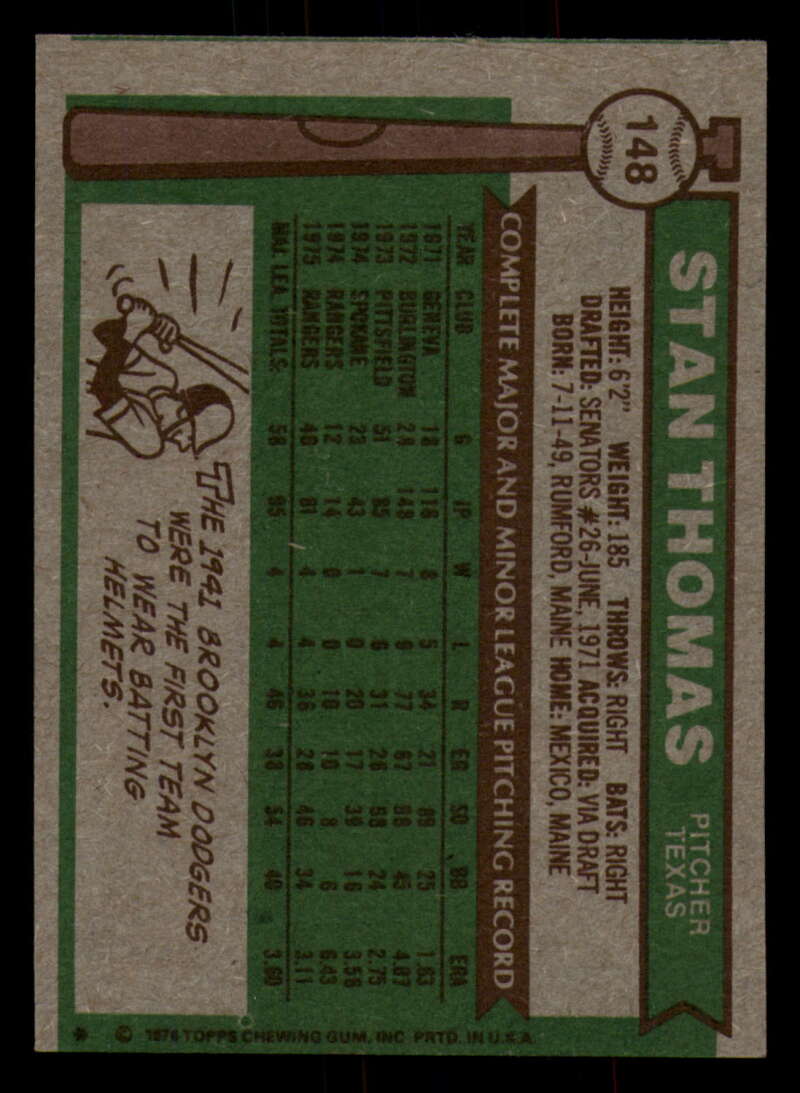 148
STAN THOMAS
PITCHER
TEXAS
HEIGHT: 6'2" WEIGHT: 185 THROWS: RIGHT BATS: RIGHT
DRAFTED: SENATORS #26-JUNE, 1971 ACQUIRED: VIA DRAFT
BORN: 7-11-49, RUMFORD, MAINE HOME: MEXICO, MAINE
COMPLETE MAJOR AND MINOR LEAGUE PITCHING RECORD
YEAR CLUB G IP W L R ER SO BB ERA
1971 GENEVA 18 116 8 5 34 21 89 25 1.63
1972 BURLINGTON 24 148 7 9 77 67 98 45 4.07
1973 PITTSFIELD 51 85 7 6 31 26 58 24 2.75
1974 SPOKANE 23 43 1 0 20 17 39 16 3.56
1974 RANGERS 12 14 0 0 10 10 8 6 6.43
1975 RANGERS 46 81 4 4 36 28 46 34 3.11
MAJ. LEA. TOTALS 58 95 4 4 46 38 54 40 3.60
THE 1941 BROOKLYN DODGERS
WERE THE FIRST TEAM
TO WEAR BATTING
HELMETS.
* © 1976 TOPPS CHEWING GUM, INC. PRTD. IN U.S.A.